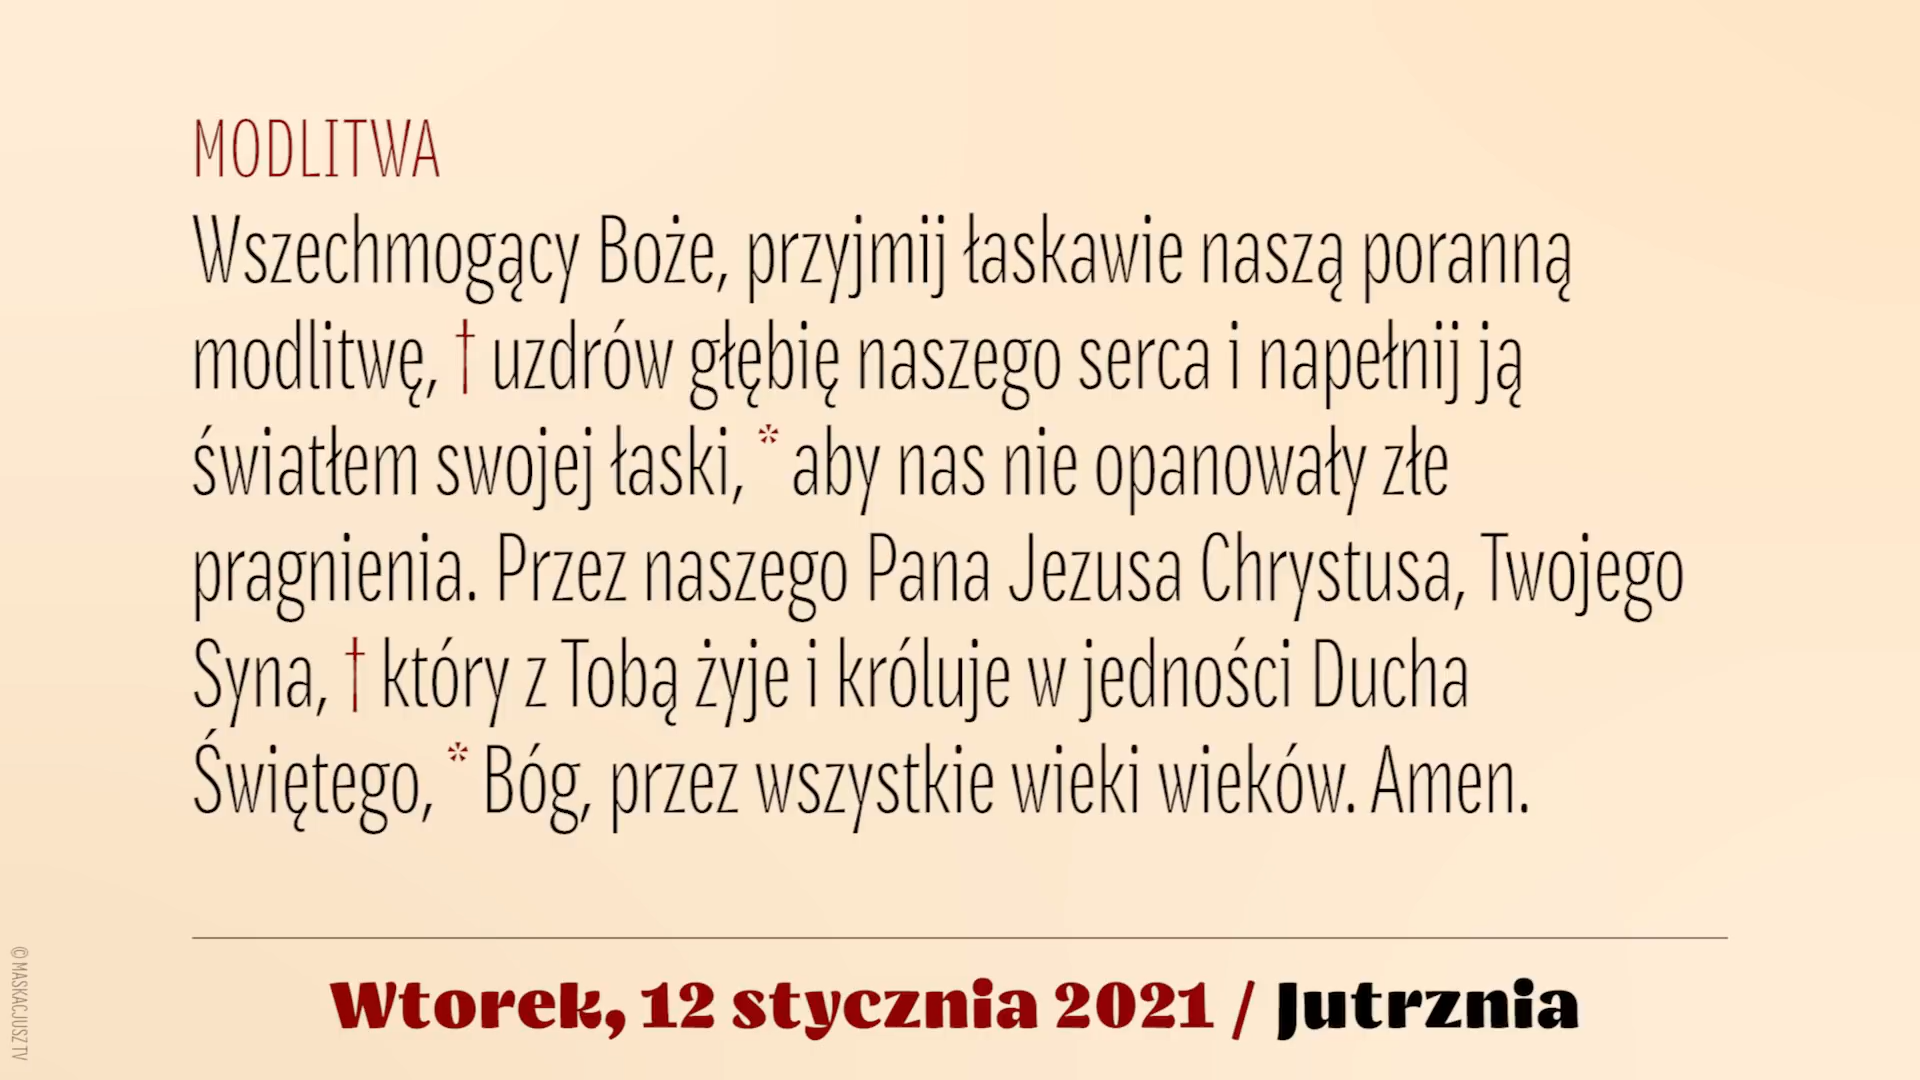 MODLITWA
Wszechmogący Boże, przyjmij łaskawie naszą poranną
modlitwę, † uzdrów głębię naszego serca i napełnij ją
światłem swojej łaski, * aby nas nie opanowały złe
pragnienia. Przez naszego Pana Jezusa Chrystusa, Twojego
Syna, † który z Tobą żyje i króluje w jedności Ducha
Świętego, * Bóg, przez wszystkie wieki wieków. Amen.
Wtorek, 12 stycznia 2021 / Jutrznia
© MASKACJUSZ TV